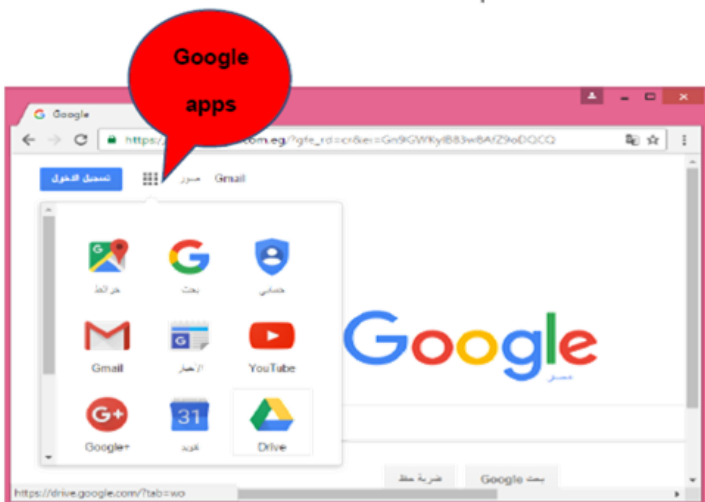 Google
apps
Google
https://
.com.eg/?gfe_rd=cr&ei=Gn9GWKyIB83w8AfZ9oDQCQ
تسجيل الدخول
صور
Gmail
حسابي
بحث
خرائط
YouTube
الأخبار
Gmail
Drive
تقويم
Google+
Google
مصر
بحث Google
ضربة حظ
https://drive.google.com/?tab=wo